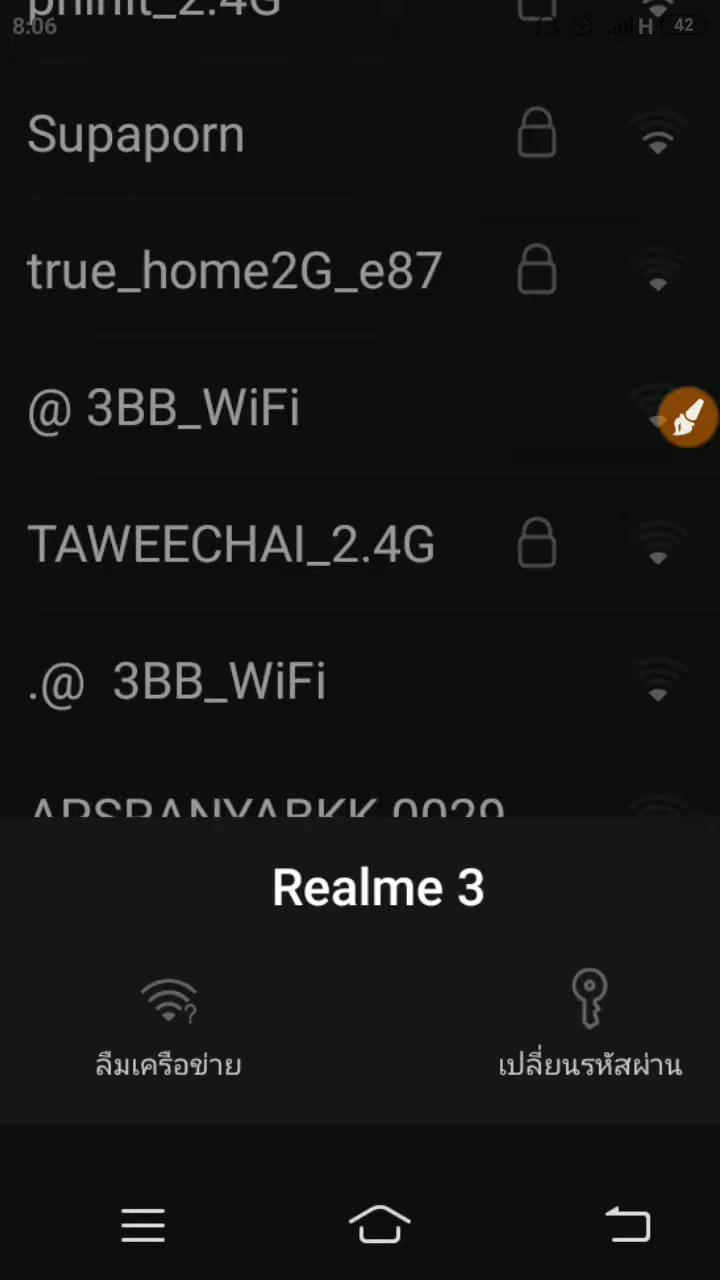 8:06
H 42
Supaporn
true_home2G_e87
@ 3BB_WiFi
TAWEECHAI_2.4G
.@ 3BB_WiFi
Realme 3
ลืมเครือข่าย
เปลี่ยนรหัสผ่าน